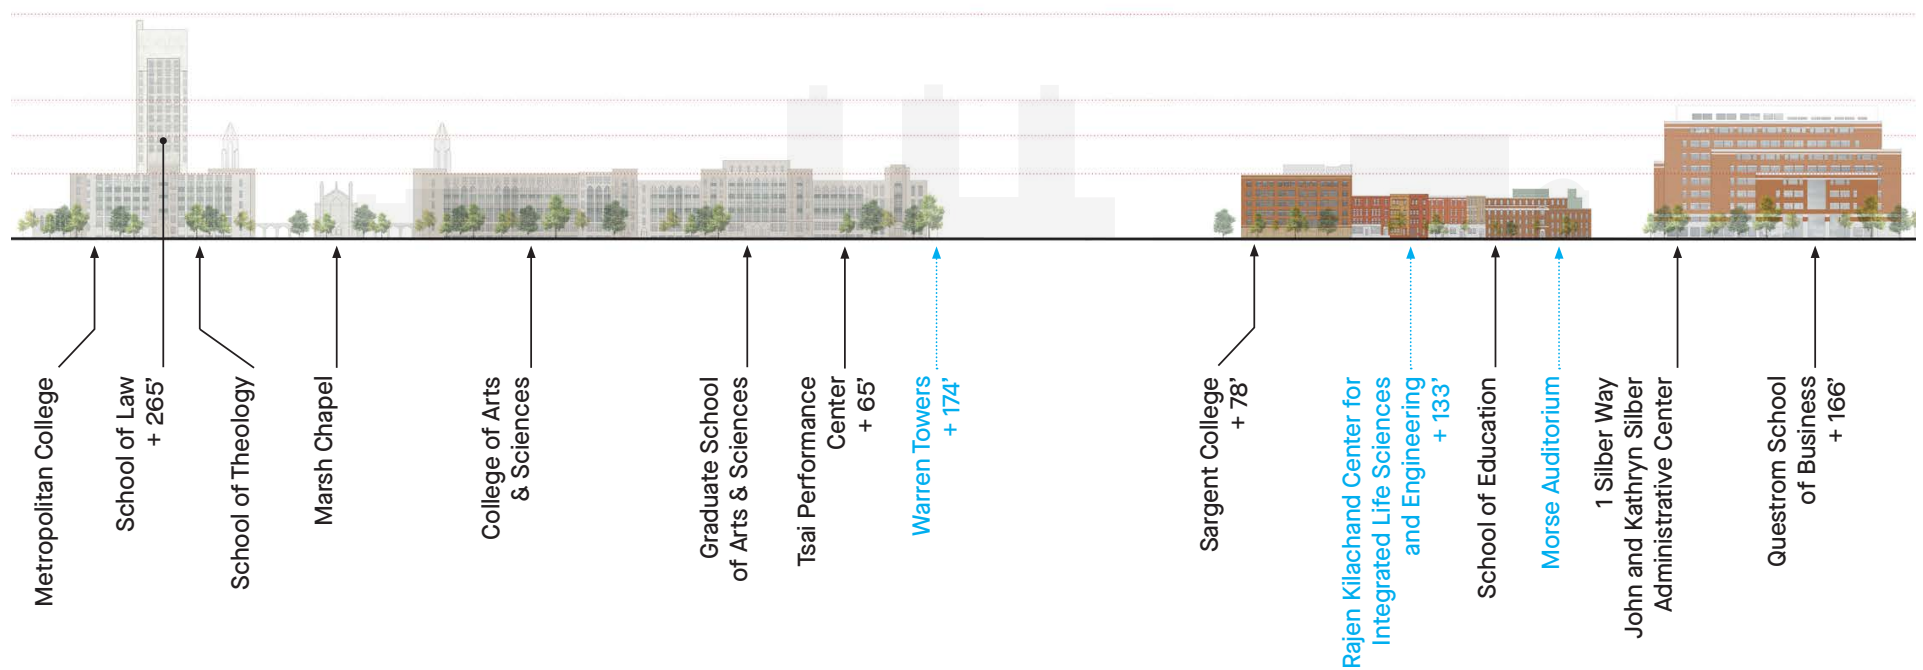 Metropolitan College
School of Law
+ 265’
School of Theology
Marsh Chapel
College of Arts
& Sciences
Graduate School
of Arts & Sciences
Tsai Performance
Center
+ 65’
Warren Towers
+ 174’
Sargent College
+ 78’
Rajen Kilachand Center for
Integrated Life Sciences
and Engineering
+ 133’
School of Education
Morse Auditorium
1 Silber Way
John and Kathryn Silber
Administrative Center
Questrom School
of Business
+ 166’